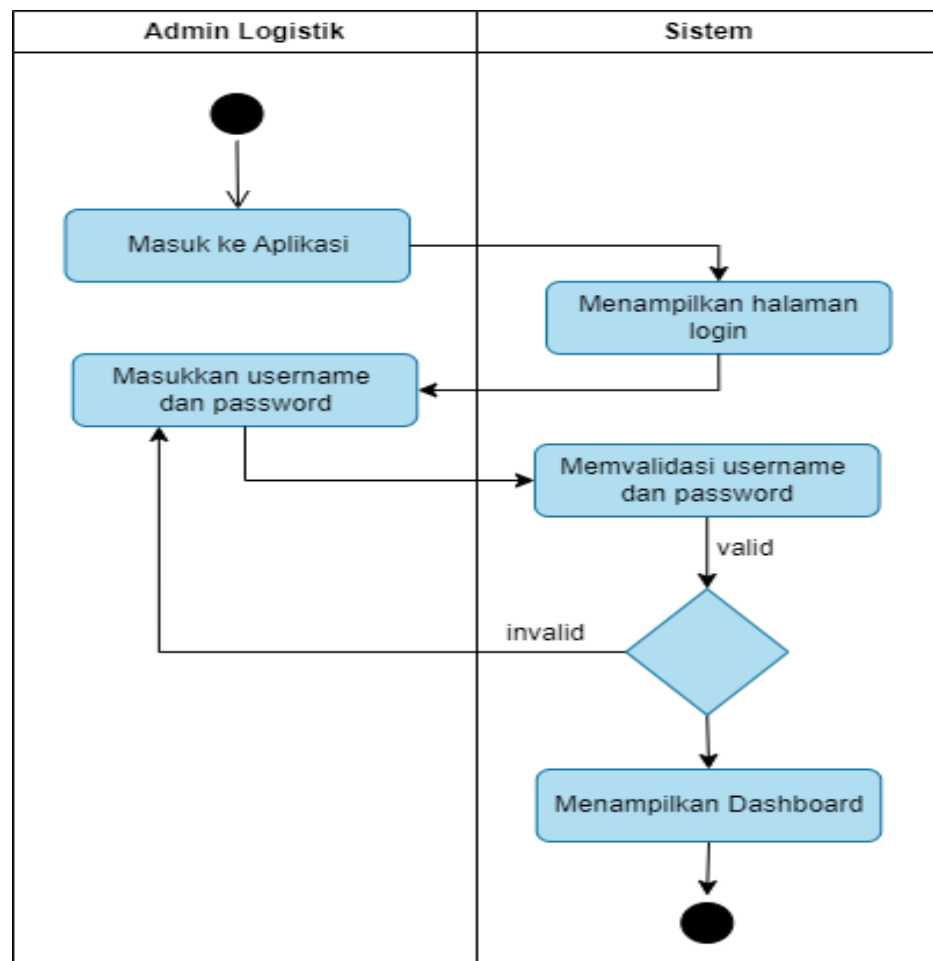 Admin Logistik
Sistem
Masuk ke Aplikasi
Menampilkan halaman
login
Masukkan username
dan password
Memvalidasi username
dan password
valid
invalid
Menampilkan Dashboard